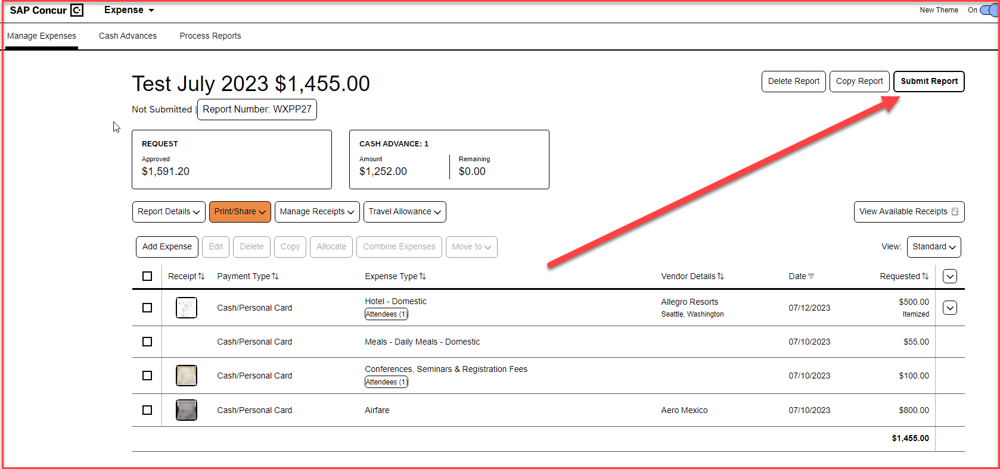 SAP Concur C Expense New Theme On
Manage Expenses Cash Advances Process Reports
Test July 2023 $1,455.00
Delete Report Copy Report Submit Report
Not Submitted | Report Number: WXPP27
REQUEST
Approved
$1,591.20
CASH ADVANCE: 1
Amount Remaining
$1,252.00 $0.00
Report Details Print/Share Manage Receipts Travel Allowance View Available Receipts
Add Expense Edit Delete Copy Allocate Combine Expenses Move to View: Standard
Receipt Payment Type Expense Type Vendor Details Date Requested
Cash/Personal Card Hotel - Domestic Allegro Resorts 07/12/2023 $500.00
Attendees (1) Seattle, Washington Itemized
Cash/Personal Card Meals - Daily Meals - Domestic 07/10/2023 $55.00
Cash/Personal Card Conferences, Seminars & Registration Fees 07/10/2023 $100.00
Attendees (1)
Cash/Personal Card Airfare Aero Mexico 07/10/2023 $800.00
$1,455.00